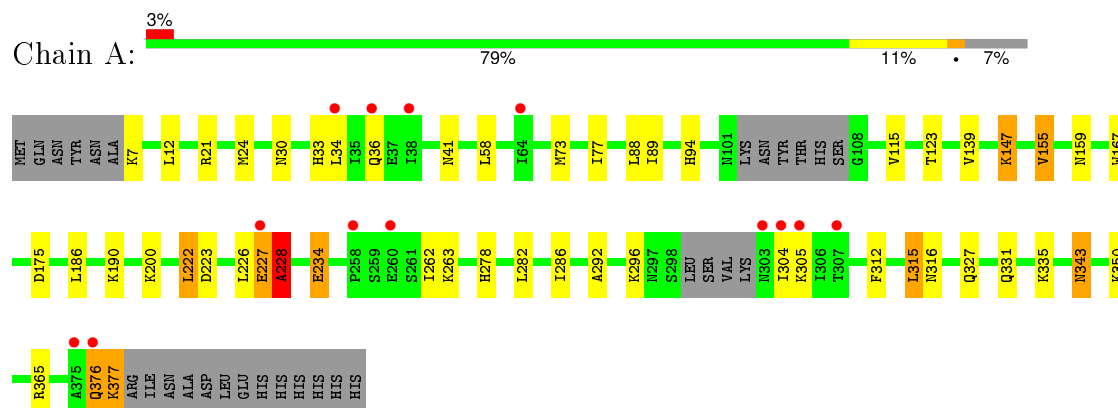 3%
Chain A:
79% 11% • 7%
MET GLN ASN TYR ASN ALA K7 L12 R21 M24 N30 H33 L34 I35 Q36 E37 I38 N41 L58 I64 M73 I77 L88 I89 H94 N101 LYS ASN TYR THR HIS SER G108 V115 T123 V139 K147 V155 N159
D175 L186 K190 K200 L222 D223 L226 E227 A228 E234 P258 S259 E260 S261 I262 K263 H278 L282 I286 A292 K296 N297 S298 LEU SER VAL LYS N303 I304 K305 I306 T307 F312 L315 N316 Q327 Q331 K335 N343
R365 A375 Q376 K377 ARG ILE ASN ALA ASP LEU GLU HIS HIS HIS HIS HIS HIS